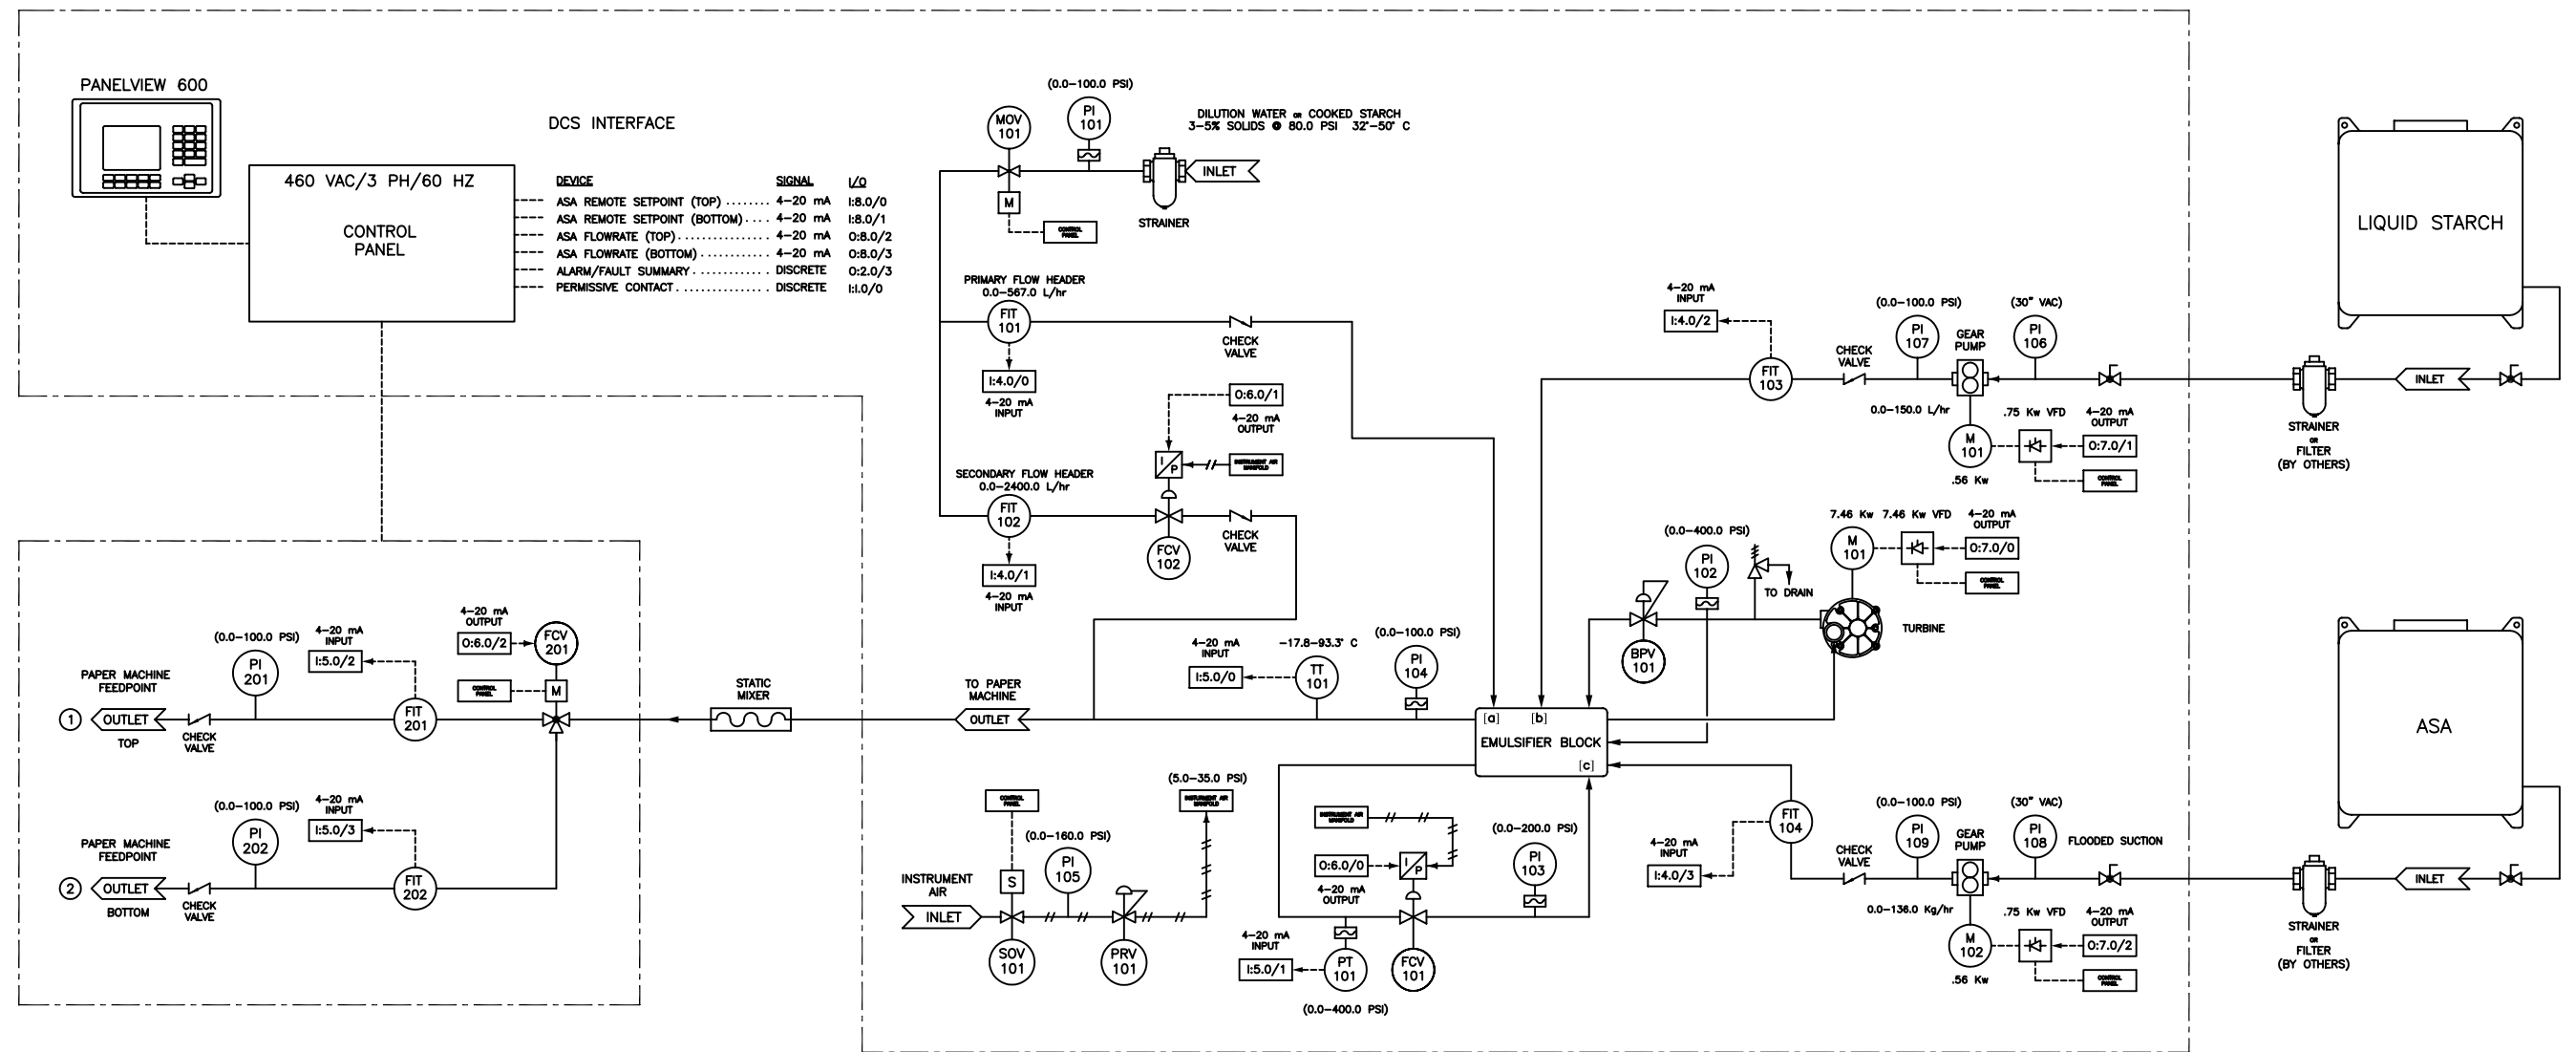 PANELVIEW 600
460 VAC/3 PH/60 HZ
CONTROL
PANEL
DCS INTERFACE
DEVICE SIGNAL I/O
ASA REMOTE SETPOINT (TOP) ........ 4-20 mA I:8.0/0
ASA REMOTE SETPOINT (BOTTOM) .... 4-20 mA I:8.0/1
ASA FLOWRATE (TOP) ................ 4-20 mA O:8.0/2
ASA FLOWRATE (BOTTOM) ............ 4-20 mA O:8.0/3
ALARM/FAULT SUMMARY ............. DISCRETE O:2.0/3
PERMISSIVE CONTACT ................ DISCRETE I:1.0/0
MOV
101
M
CONTROL
PANEL
(0.0-100.0 PSI)
PI
101
DILUTION WATER OR COOKED STARCH
3-5% SOLIDS @ 80.0 PSI 32°-50° C
INLET
STRAINER
PRIMARY FLOW HEADER
0.0-567.0 L/hr
FIT
101
I:4.0/0
4-20 mA
INPUT
CHECK
VALVE
O:6.0/1
4-20 mA
OUTPUT
I
P
INSTRUMENT AIR
MANIFOLD
SECONDARY FLOW HEADER
0.0-2400.0 L/hr
FIT
102
I:4.0/1
4-20 mA
INPUT
FCV
102
CHECK
VALVE
4-20 mA
INPUT
I:4.0/2
FIT
103
CHECK
VALVE
(0.0-100.0 PSI)
PI
107
GEAR
PUMP
(30" VAC)
PI
106
0.0-150.0 L/hr
M
101
.56 Kw
.75 Kw VFD
4-20 mA
OUTPUT
O:7.0/1
CONTROL
PANEL
LIQUID STARCH
INLET
STRAINER
OR
FILTER
(BY OTHERS)
7.46 Kw
7.46 Kw VFD
4-20 mA
OUTPUT
M
101
O:7.0/0
CONTROL
PANEL
TURBINE
(0.0-400.0 PSI)
PI
102
TO DRAIN
BPV
101
4-20 mA
OUTPUT
O:6.0/2
FCV
201
CONTROL
PANEL
M
(0.0-100.0 PSI)
PI
201
4-20 mA
INPUT
I:5.0/2
FIT
201
PAPER MACHINE
FEEDPOINT
1
OUTLET
TOP
CHECK
VALVE
(0.0-100.0 PSI)
PI
202
4-20 mA
INPUT
I:5.0/3
FIT
202
PAPER MACHINE
FEEDPOINT
2
OUTLET
BOTTOM
CHECK
VALVE
STATIC
MIXER
TO PAPER
MACHINE
OUTLET
4-20 mA
INPUT
I:5.0/0
-17.8-93.3° C
TT
101
(0.0-100.0 PSI)
PI
104
[a]
[b]
EMULSIFIER BLOCK
[c]
CONTROL
PANEL
S
SOV
101
INSTRUMENT
AIR
INLET
(0.0-160.0 PSI)
PI
105
PRV
101
(5.0-35.0 PSI)
INSTRUMENT AIR
MANIFOLD
INSTRUMENT AIR
MANIFOLD
O:6.0/0
4-20 mA
OUTPUT
I
P
4-20 mA
INPUT
I:5.0/1
PT
101
(0.0-400.0 PSI)
FCV
101
(0.0-200.0 PSI)
PI
103
FIT
104
4-20 mA
INPUT
I:4.0/3
CHECK
VALVE
(0.0-100.0 PSI)
PI
109
GEAR
PUMP
(30" VAC)
PI
108
FLOODED SUCTION
0.0-136.0 Kg/hr
M
102
.56 Kw
.75 Kw VFD
4-20 mA
OUTPUT
O:7.0/2
CONTROL
PANEL
ASA
INLET
STRAINER
OR
FILTER
(BY OTHERS)